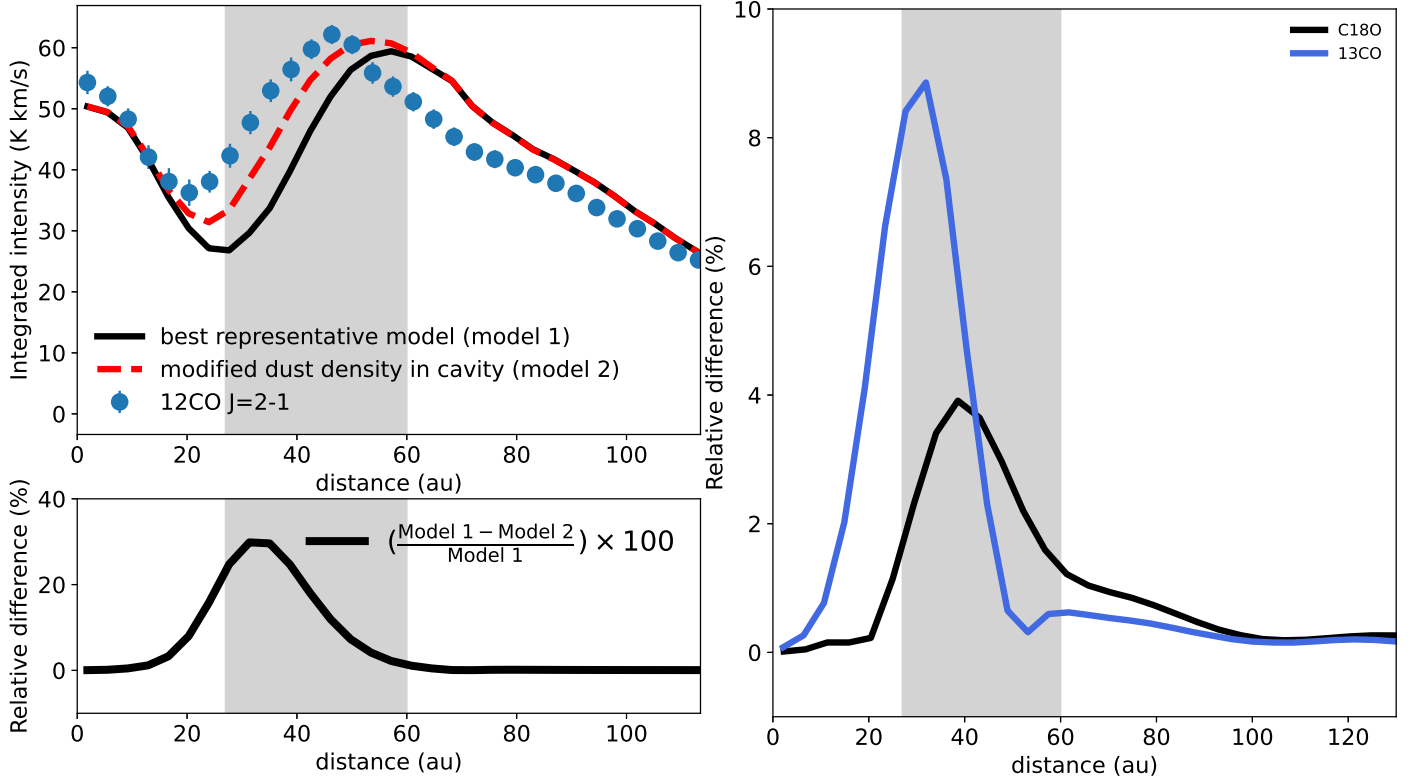 Integrated intensity (K km/s)
60
50
40
30
20
10
0
best representative model (model 1)
modified dust density in cavity (model 2)
12CO J=2-1
0 20 40 60 80 100
distance (au)
Relative difference (%)
40
20
0
(Model 1 − Model 2 / Model 1) × 100
0 20 40 60 80 100
distance (au)
Relative difference (%)
10
8
6
4
2
0
C18O
13CO
0 20 40 60 80 100 120
distance (au)